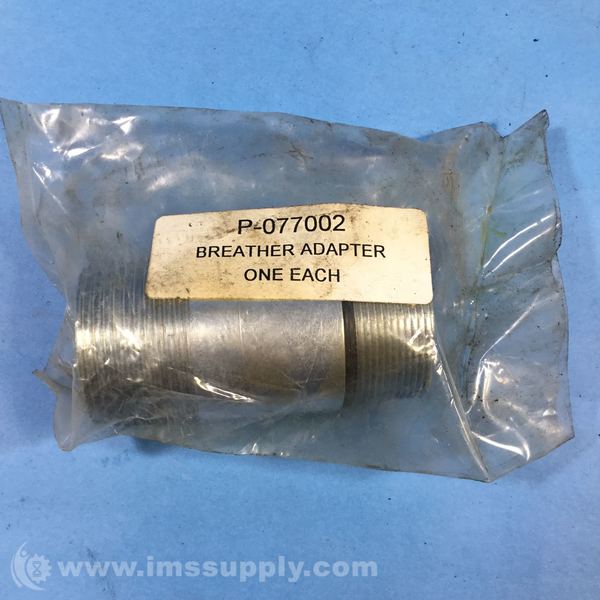 P-077002
BREATHER ADAPTER
ONE EACH
www.imssupply.com